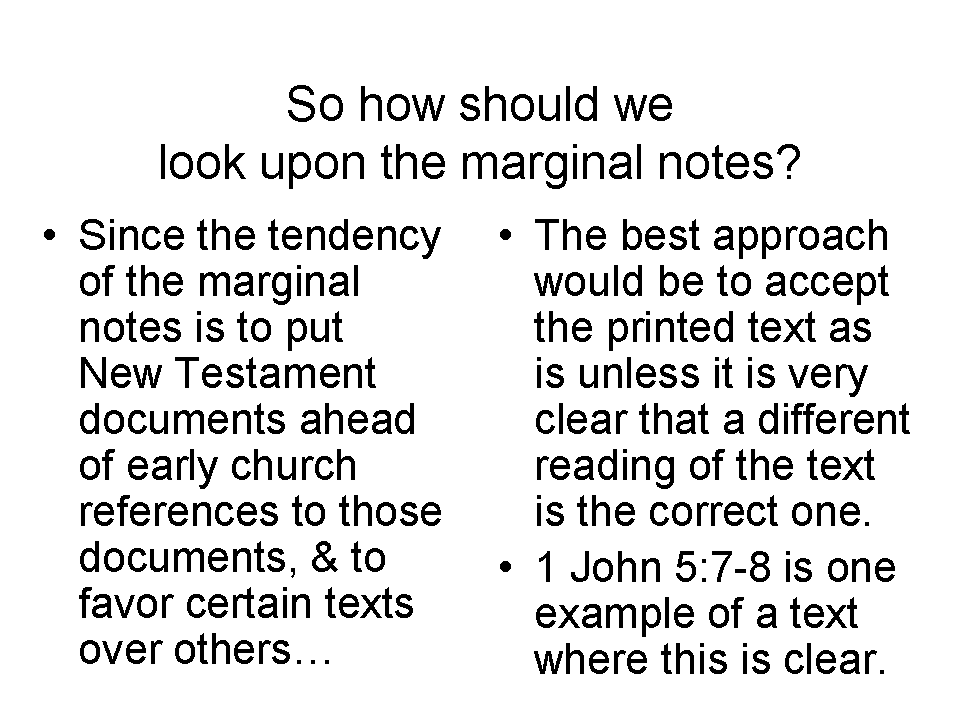 So how should we
look upon the marginal notes?
• Since the tendency
of the marginal
notes is to put
New Testament
documents ahead
of early church
references to those
documents, & to
favor certain texts
over others…
• The best approach
would be to accept
the printed text as
is unless it is very
clear that a different
reading of the text
is the correct one.
• 1 John 5:7-8 is one
example of a text
where this is clear.